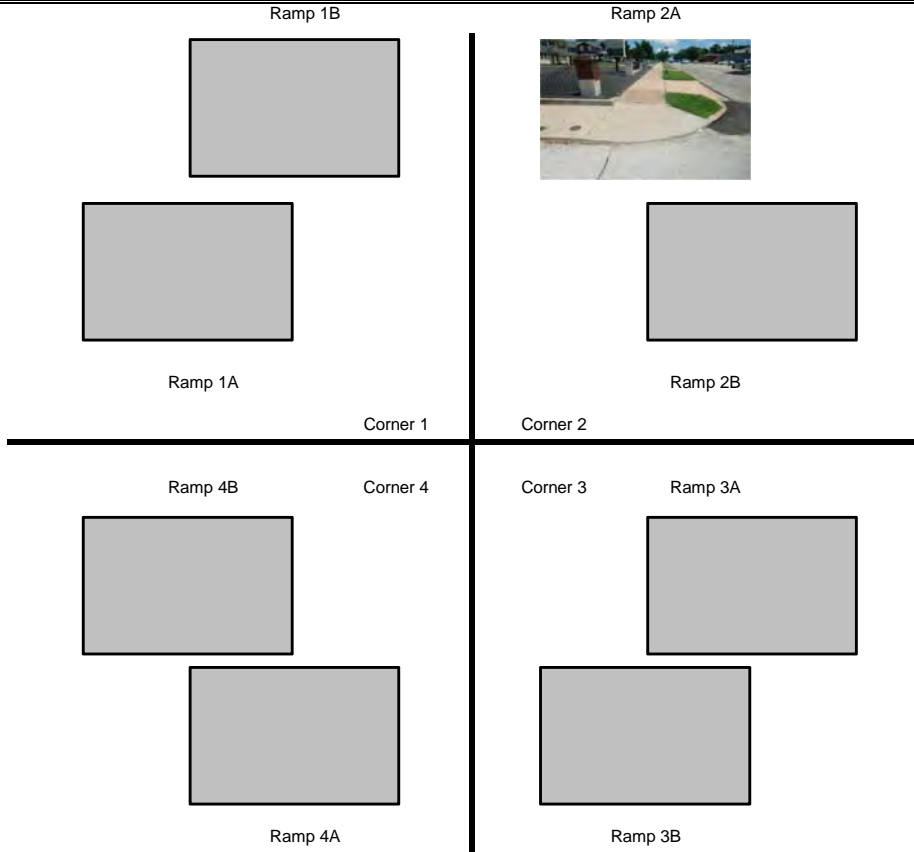 Ramp 1B
Ramp 2A
Ramp 1A
Ramp 2B
Corner 1
Corner 2
Ramp 4B
Corner 4
Corner 3
Ramp 3A
Ramp 4A
Ramp 3B